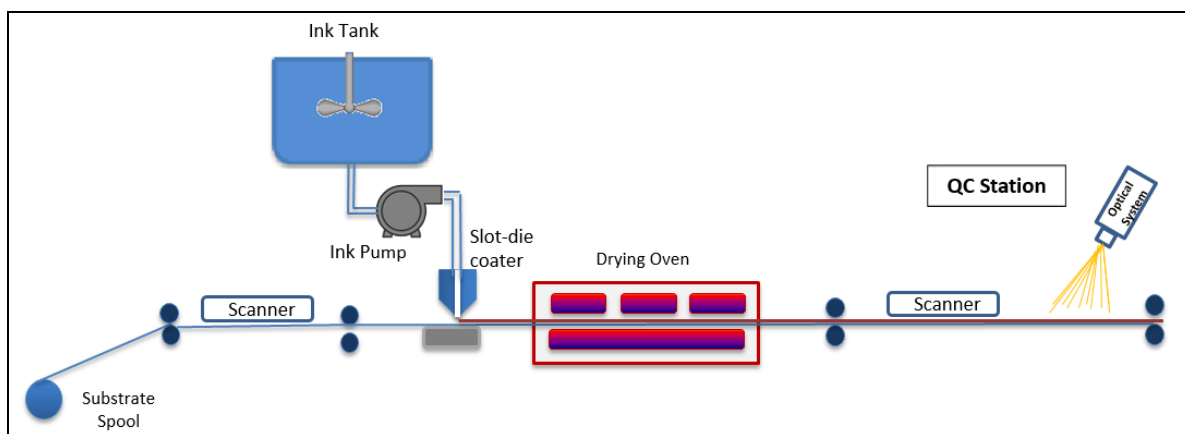 Ink Tank
QC Station
Optical
System
Ink Pump
Slot-die
coater
Drying Oven
Scanner
Scanner
Substrate
Spool